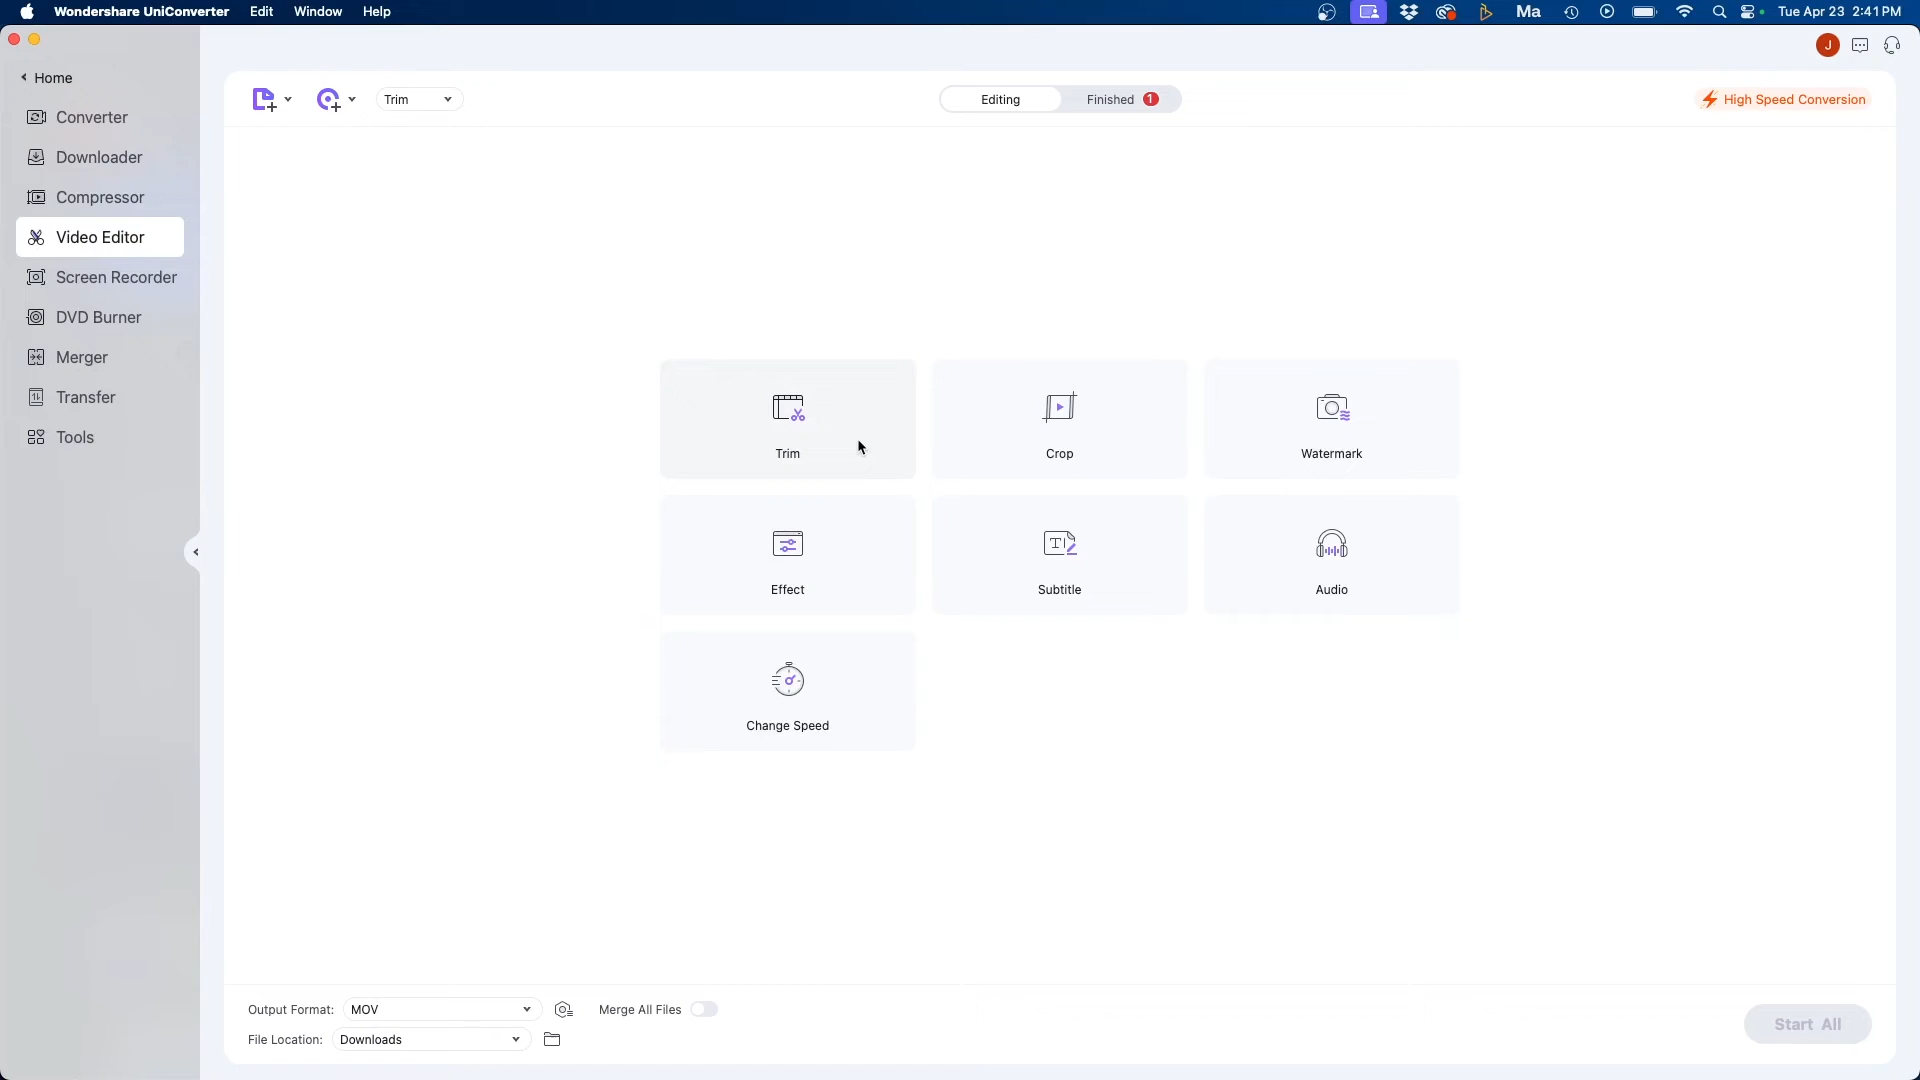 Wondershare UniConverter Edit Window Help Ma Tue Apr 23 2:41 PM
J
Home
Converter
Downloader
Compressor
Video Editor
Screen Recorder
DVD Burner
Merger
Transfer
Tools
Trim Editing Finished 1 High Speed Conversion
Trim Crop Watermark
Effect Subtitle Audio
Change Speed
Output Format: MOV Merge All Files
File Location: Downloads
Start All